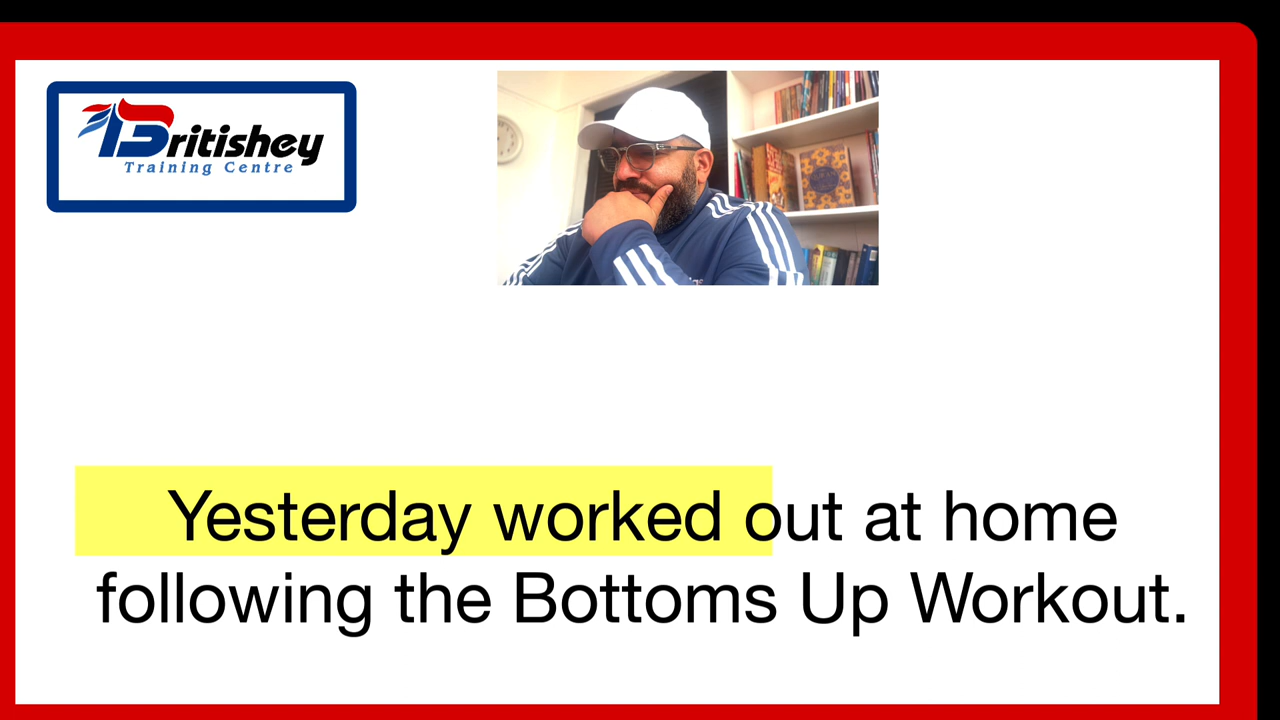 Britishey
Training Centre
Yesterday worked out at home
following the Bottoms Up Workout.